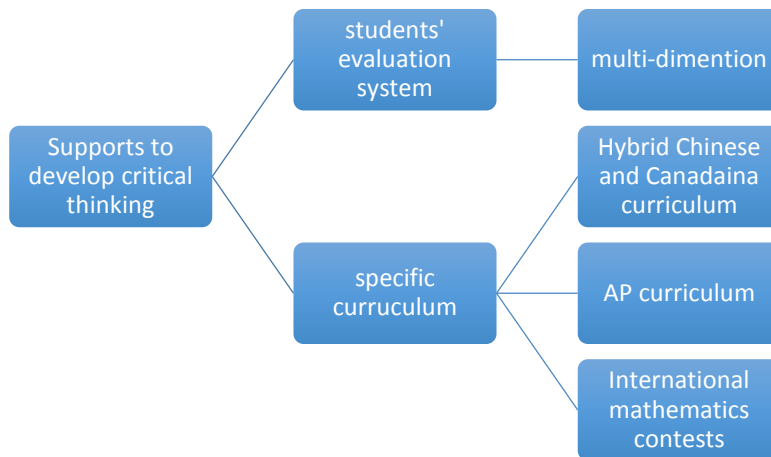 students'
evaluation
system
multi-dimention
Supports to
develop critical
thinking
Hybrid Chinese
and Canadaina
curriculum
specific
curruculum
AP curriculum
International
mathematics
contests